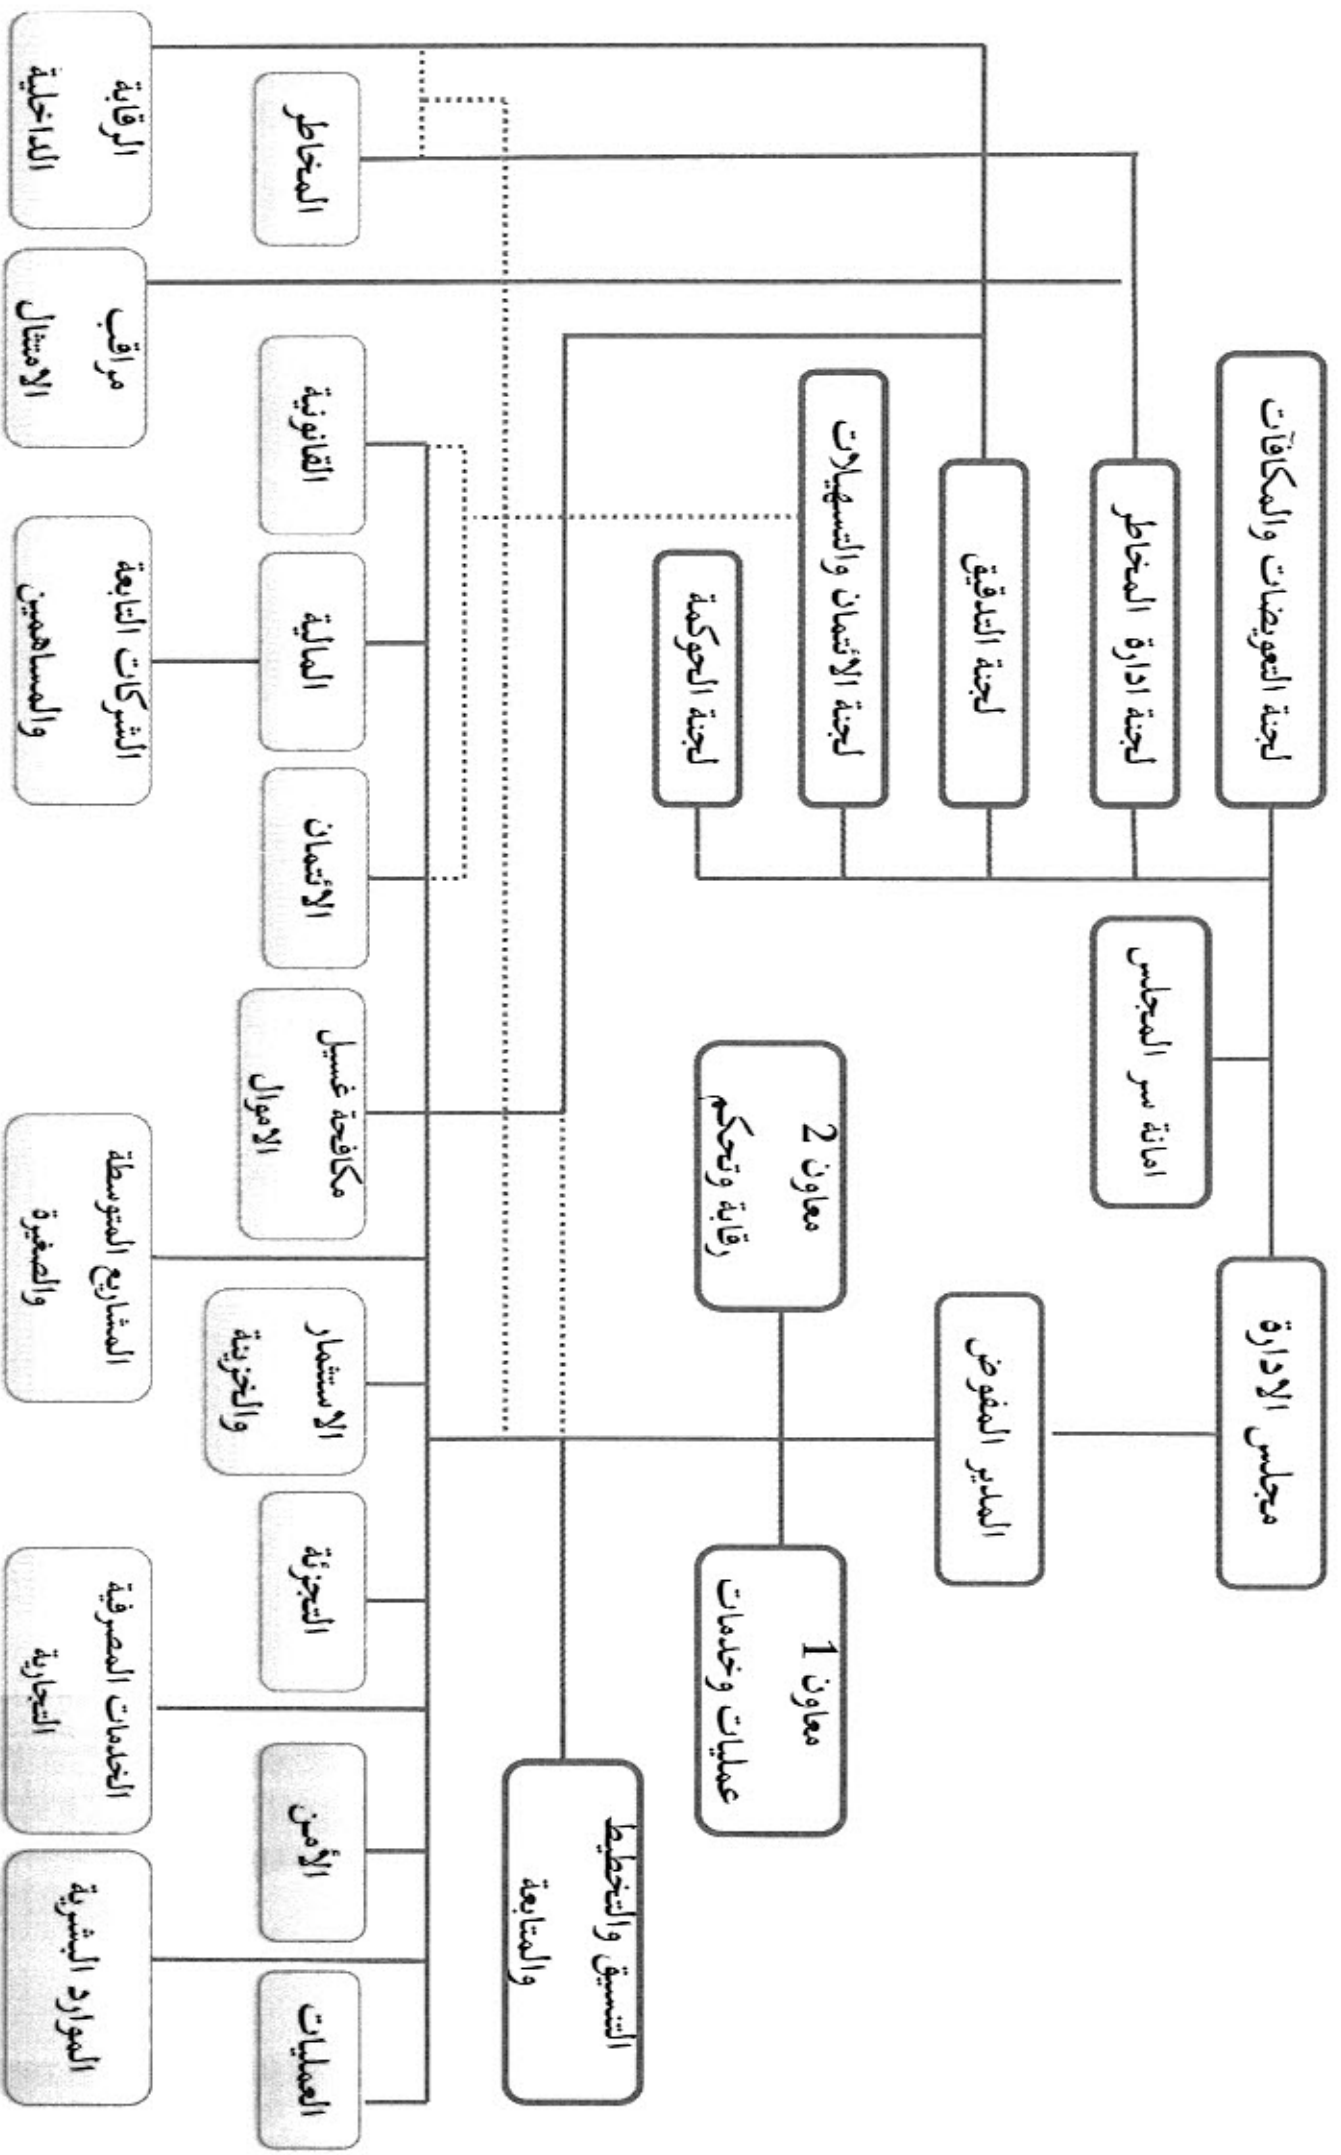 مجلس الادارة
لجنة التعويضات والمكافآت
امانة سر المجلس
لجنة ادارة المخاطر
المدير المفوض
لجنة التدقيق
لجنة الائتمان والتسهيلات
معاون 1
عمليات وخدمات
معاون 2
رقابة وتحكم
لجنة الحوكمة
التنسيق والتخطيط
والمتابعة
العمليات
الأمن
التجزئة
الاستثمار
والخزينة
مكافحة غسيل
الاموال
الائتمان
المالية
القانونية
المخاطر
الموارد البشرية
الخدمات المصرفية
التجارية
المشاريع المتوسطة
والصغيرة
الشركات التابعة
والمساهمين
مراقب
الامتثال
الرقابة
الداخلية